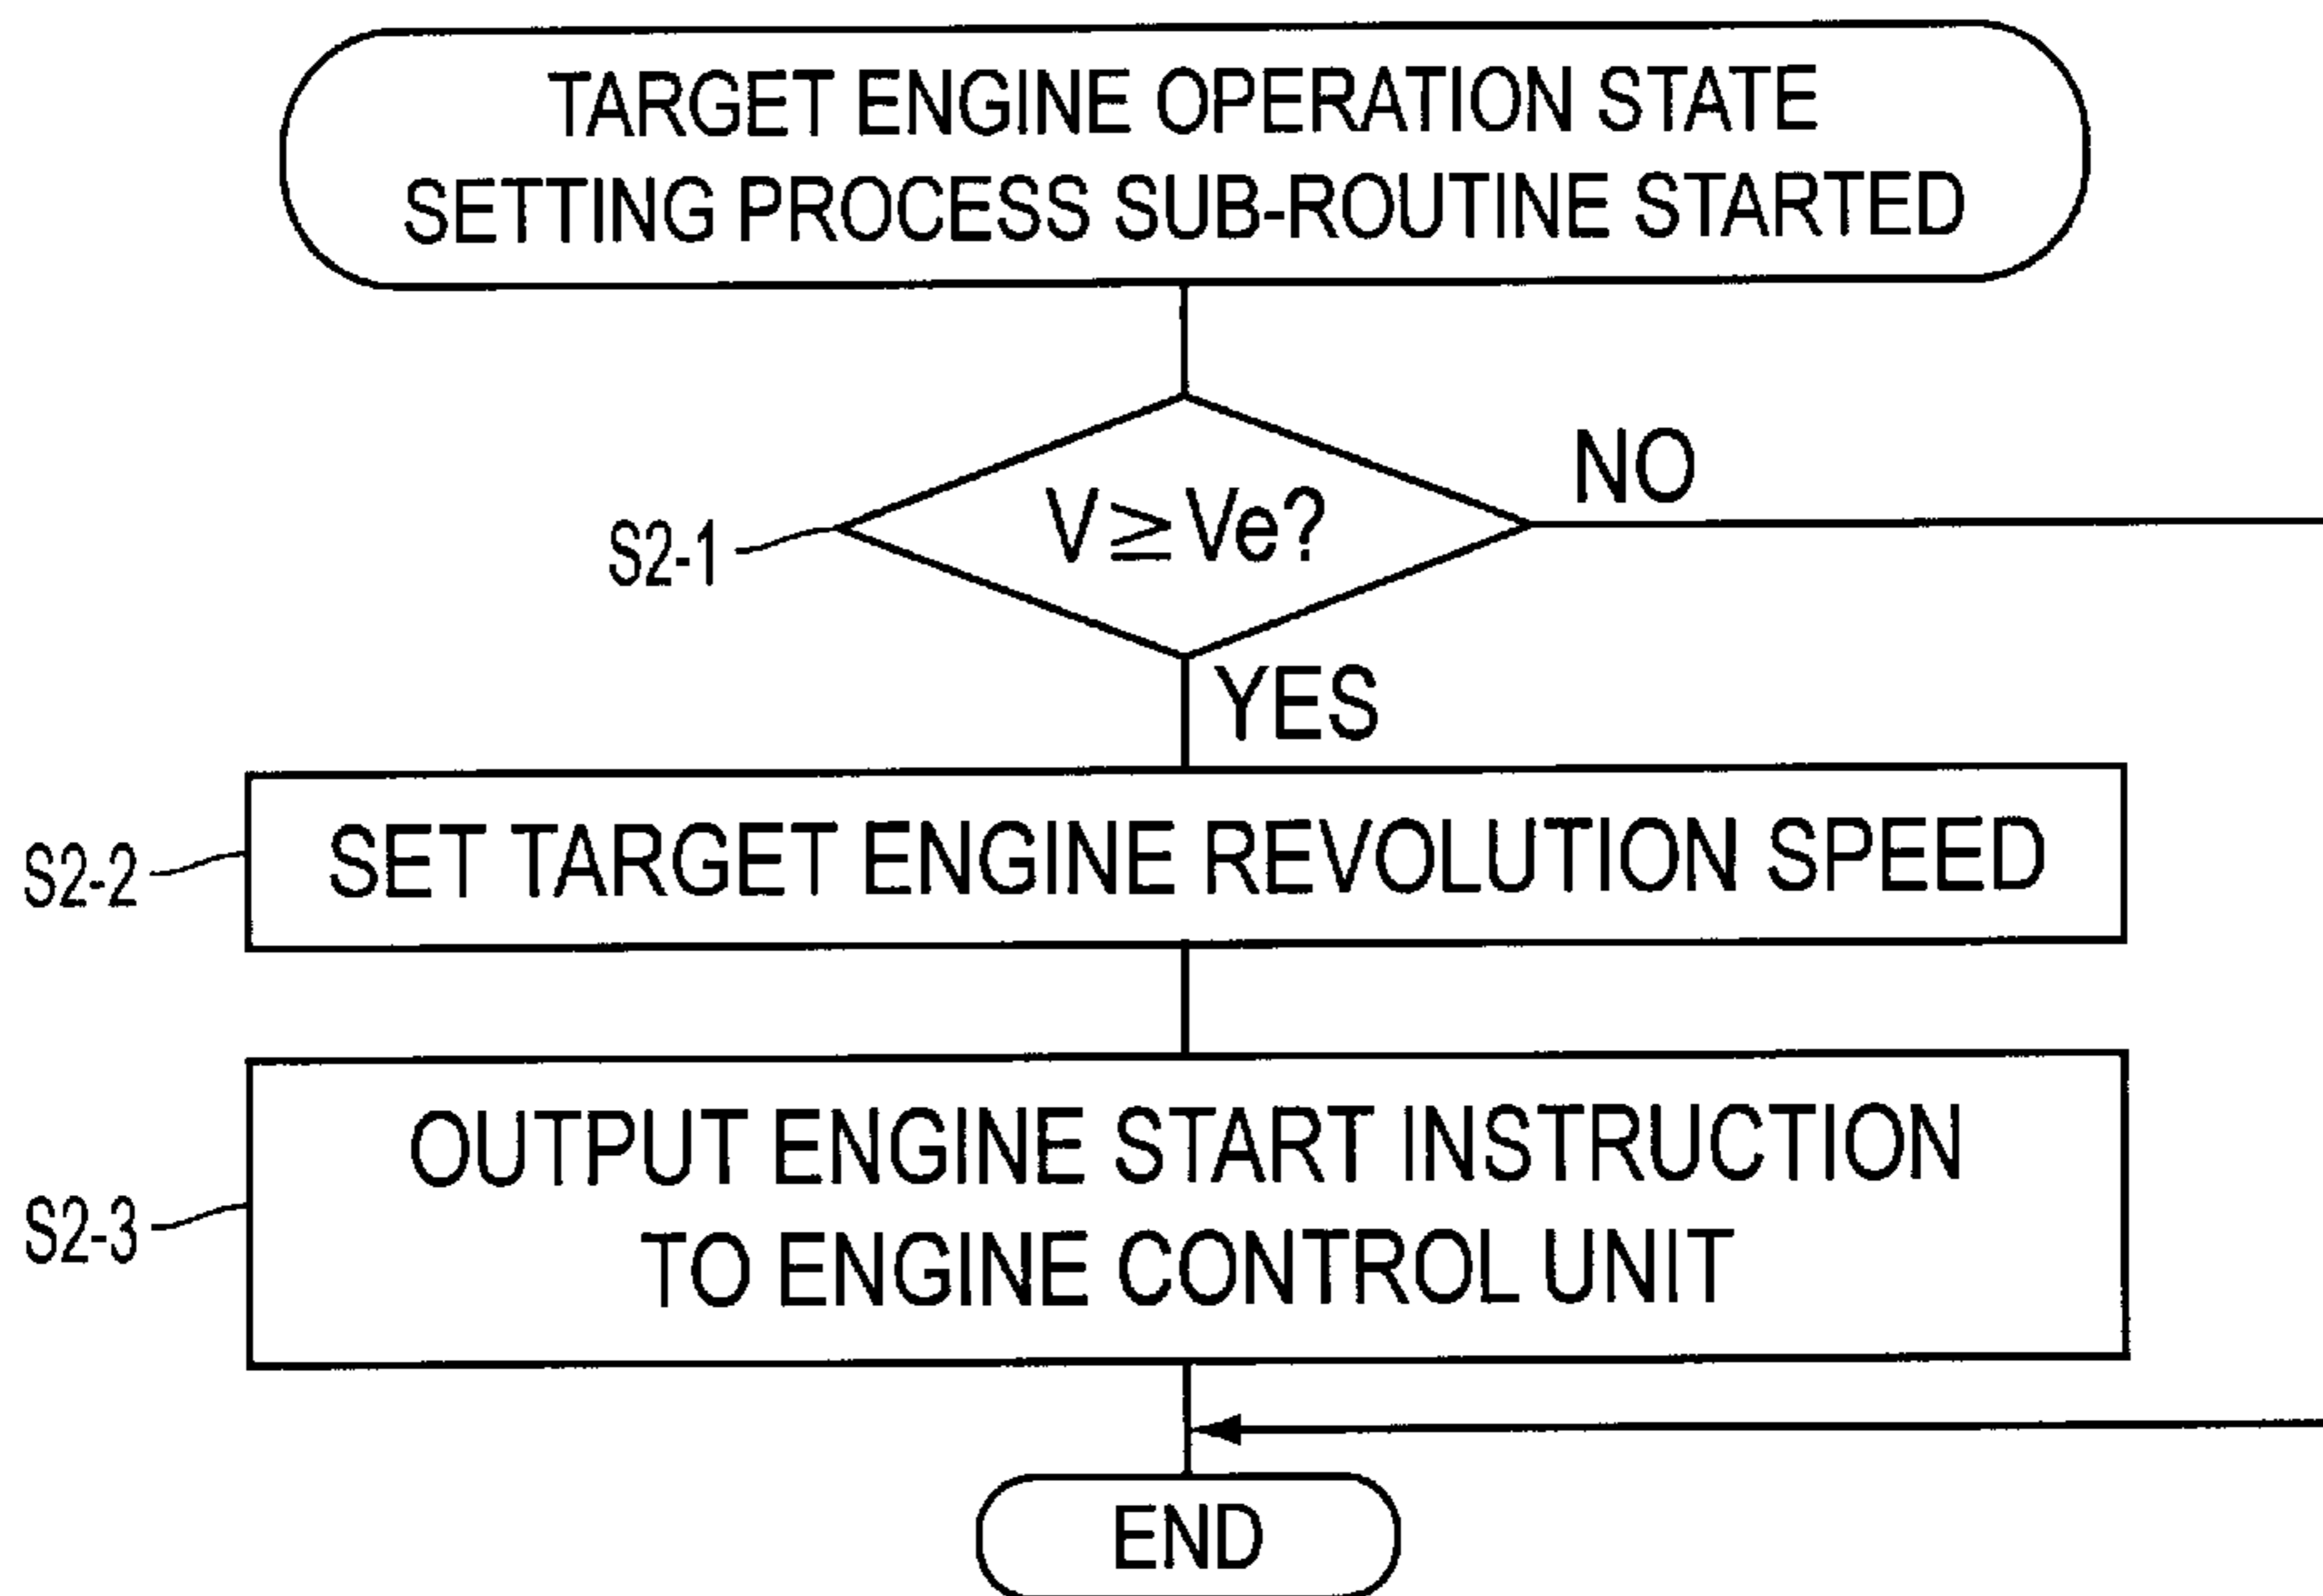 TARGET ENGINE OPERATION STATE
SETTING PROCESS SUB-ROUTINE STARTED
NO
S2-1
V≧Ve?
YES
S2-2
SET TARGET ENGINE REVOLUTION SPEED
OUTPUT ENGINE START INSTRUCTION
S2-3
TO ENGINE CONTROL UNIT
END